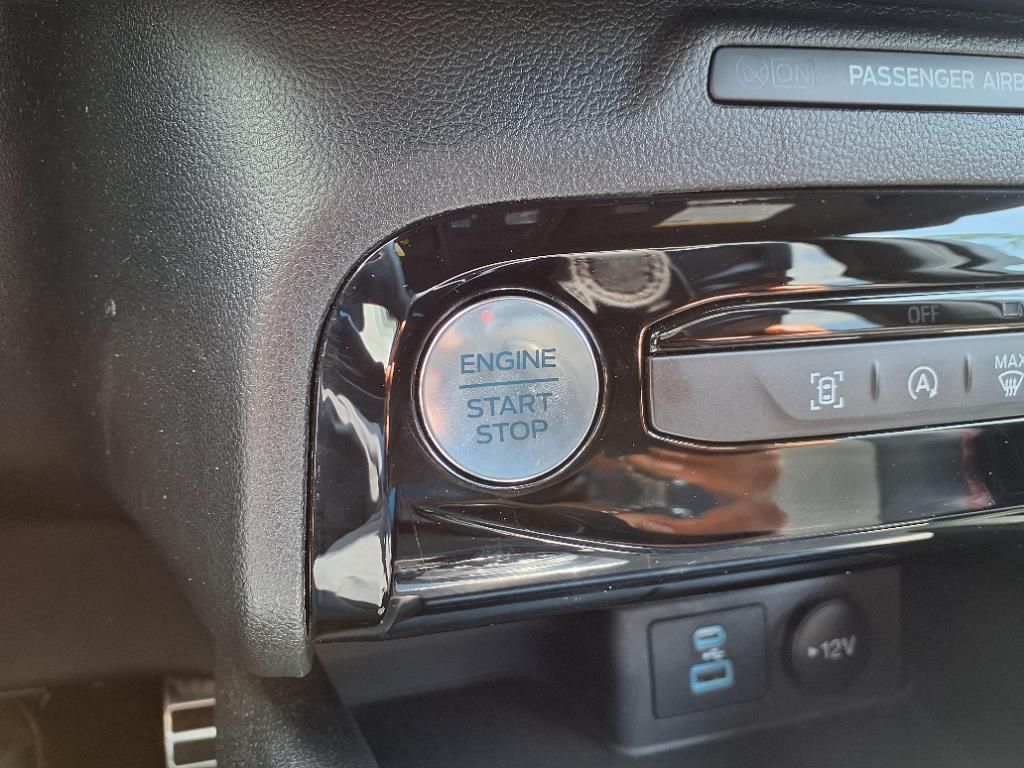 ON
PASSENGER AIRB
OFF
ENGINE
START
STOP
A
MAX
12V